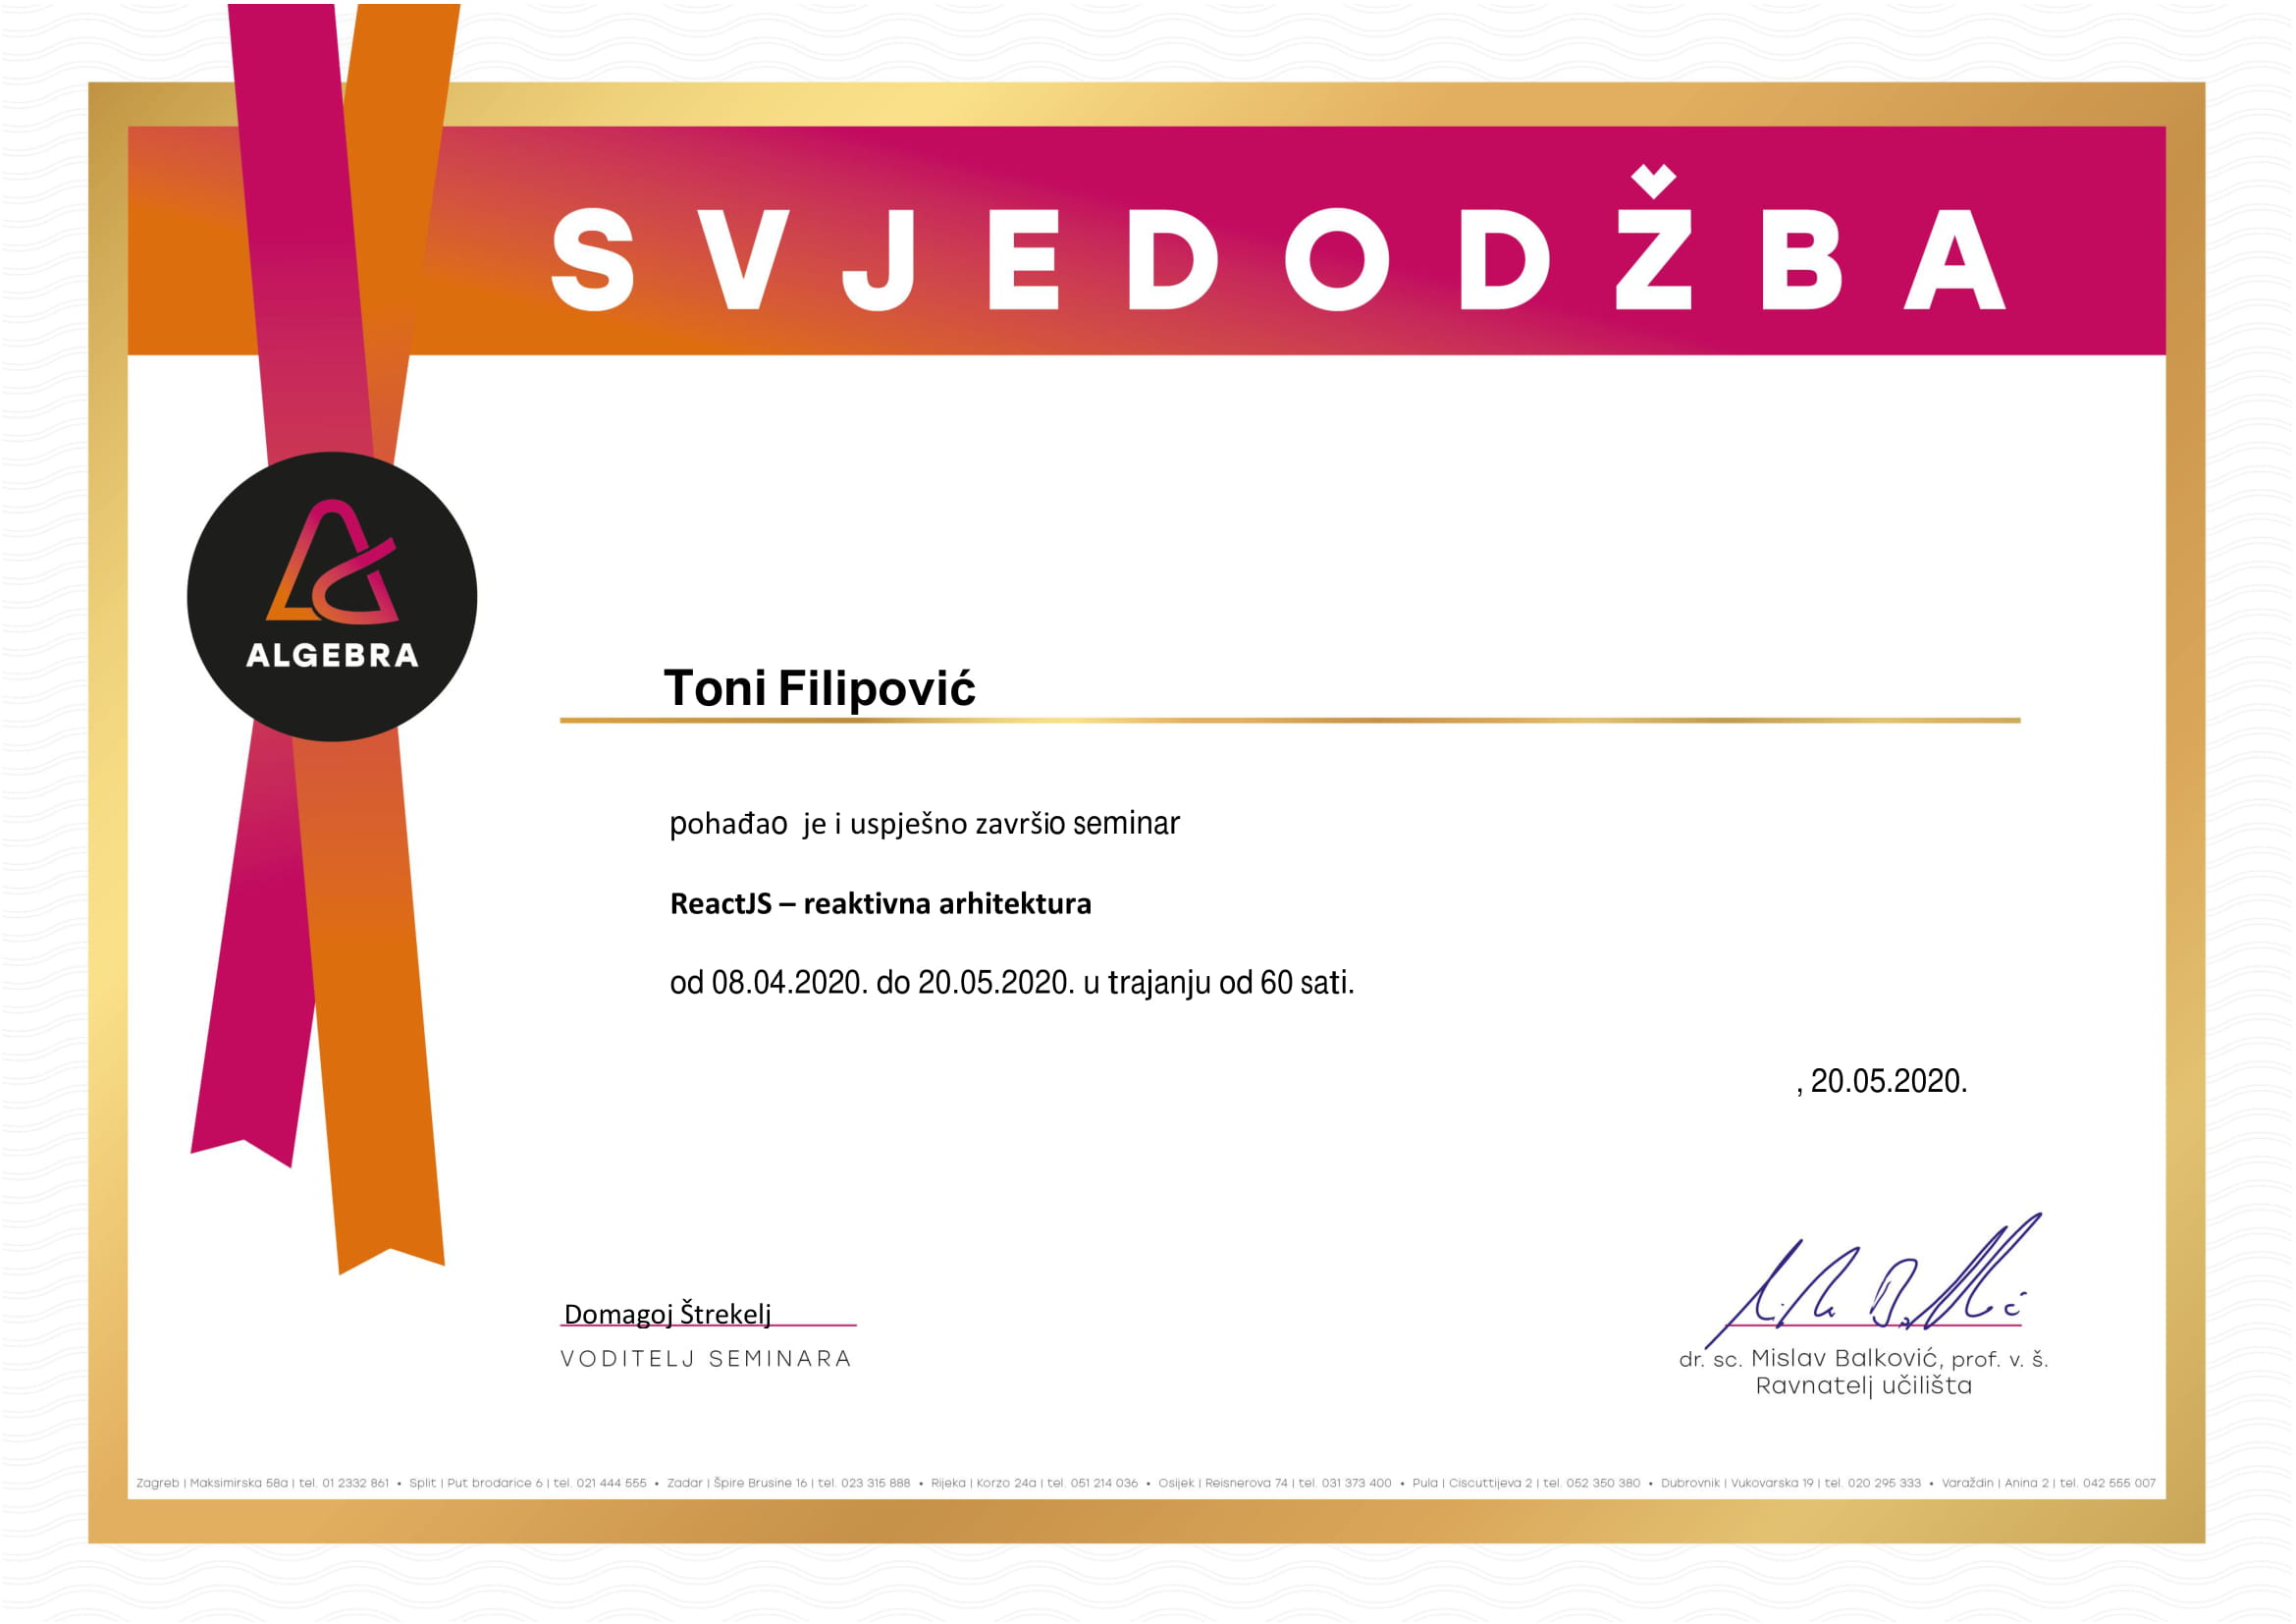 SVJEDODŽBA
ALGEBRA
Toni Filipović
pohađao je i uspješno završio seminar
ReactJS – reaktivna arhitektura
od 08.04.2020. do 20.05.2020. u trajanju od 60 sati.
, 20.05.2020.
Domagoj Štrekelj
VODITELJ SEMINARA
dr. sc. Mislav Balković, prof. v. š.
Ravnatelj učilišta
Zagreb | Maksimirska 58a | tel. 01 2332 861 • Split | Put brodarice 6 | tel. 021 444 555 • Zadar | Špire Brusine 16 | tel. 023 315 888 • Rijeka | Korzo 24a | tel. 051 214 036 • Osijek | Reisnerova 74 | tel. 031 373 400 • Pula | Ciscuttijeva 2 | tel. 052 350 380 • Dubrovnik | Vukovarska 19 | tel. 020 295 333 • Varaždin | Anina 2 | tel. 042 555 007